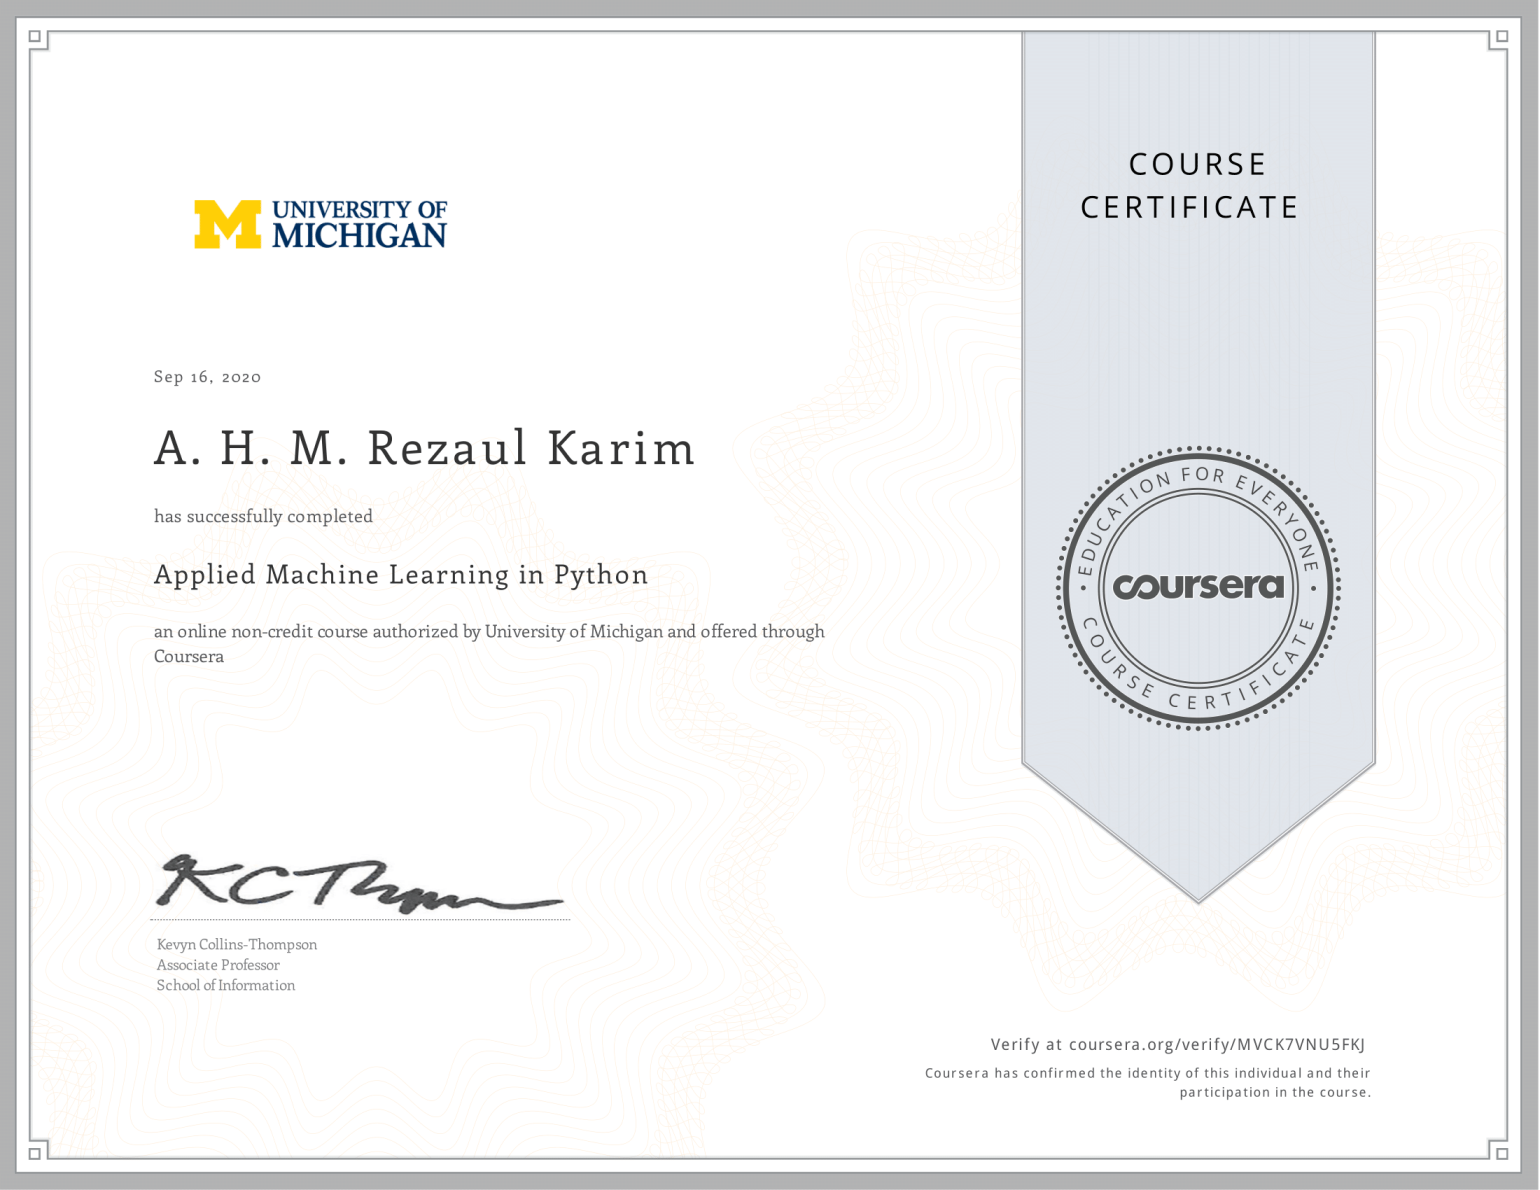 COURSE
CERTIFICATE
M UNIVERSITY OF
MICHIGAN
Sep 16, 2020
A. H. M. Rezaul Karim
has successfully completed
Applied Machine Learning in Python
an online non-credit course authorized by University of Michigan and offered through
Coursera
EDUCATION FOR EVERYONE
coursera
COURSE CERTIFICATE
KC Thompson
Kevyn Collins-Thompson
Associate Professor
School of Information
Verify at coursera.org/verify/MVCK7VNU5FKJ
Coursera has confirmed the identity of this individual and their
participation in the course.